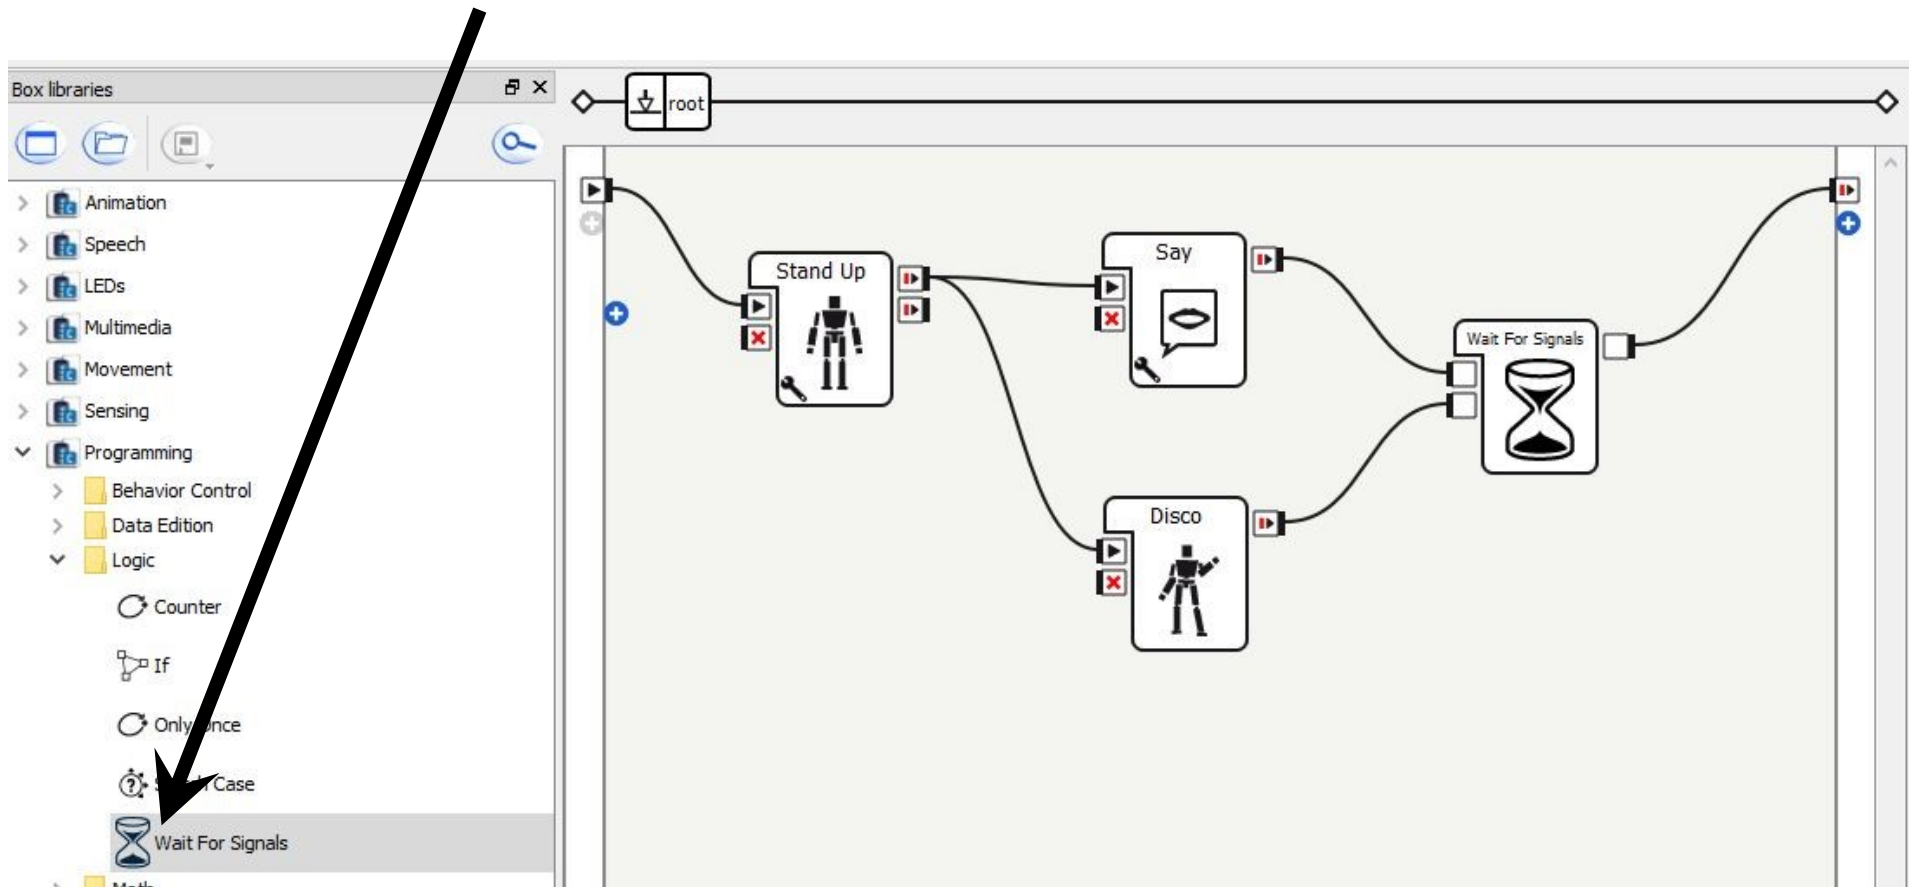 Box libraries
root
Animation
Speech
LEDs
Multimedia
Movement
Sensing
Programming
Behavior Control
Data Edition
Logic
Counter
If
Only
Case
Wait For Signals
Stand Up
Say
Wait For Signals
Disco